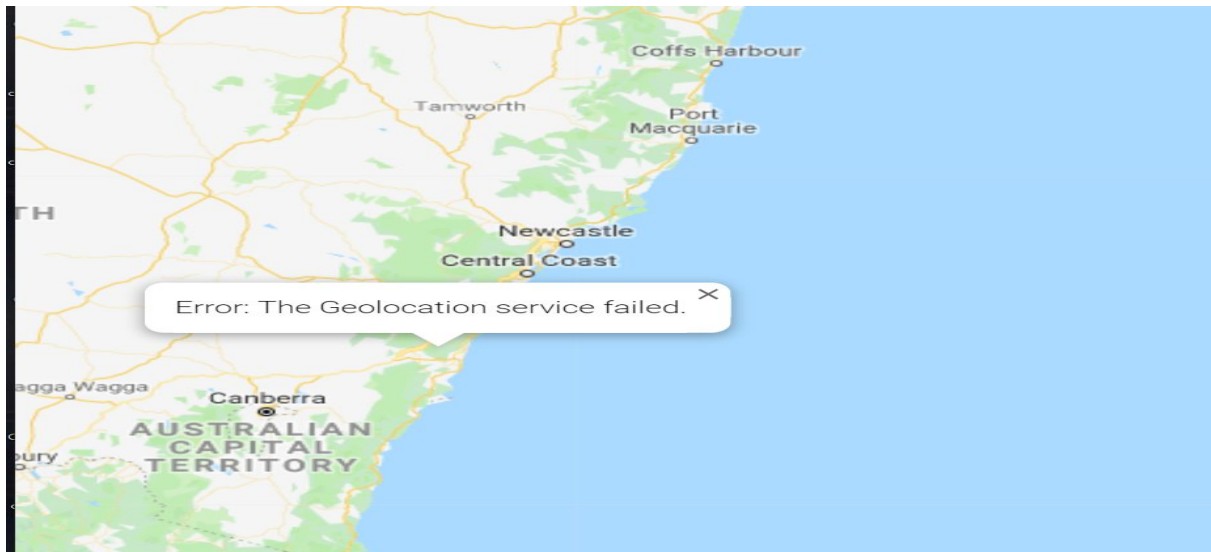 Coffs Harbour
Tamworth
Port
Macquarie
TH
Newcastle
Central Coast
Error: The Geolocation service failed.
agga Wagga
Canberra
AUSTRALIAN
CAPITAL
TERRITORY
oury